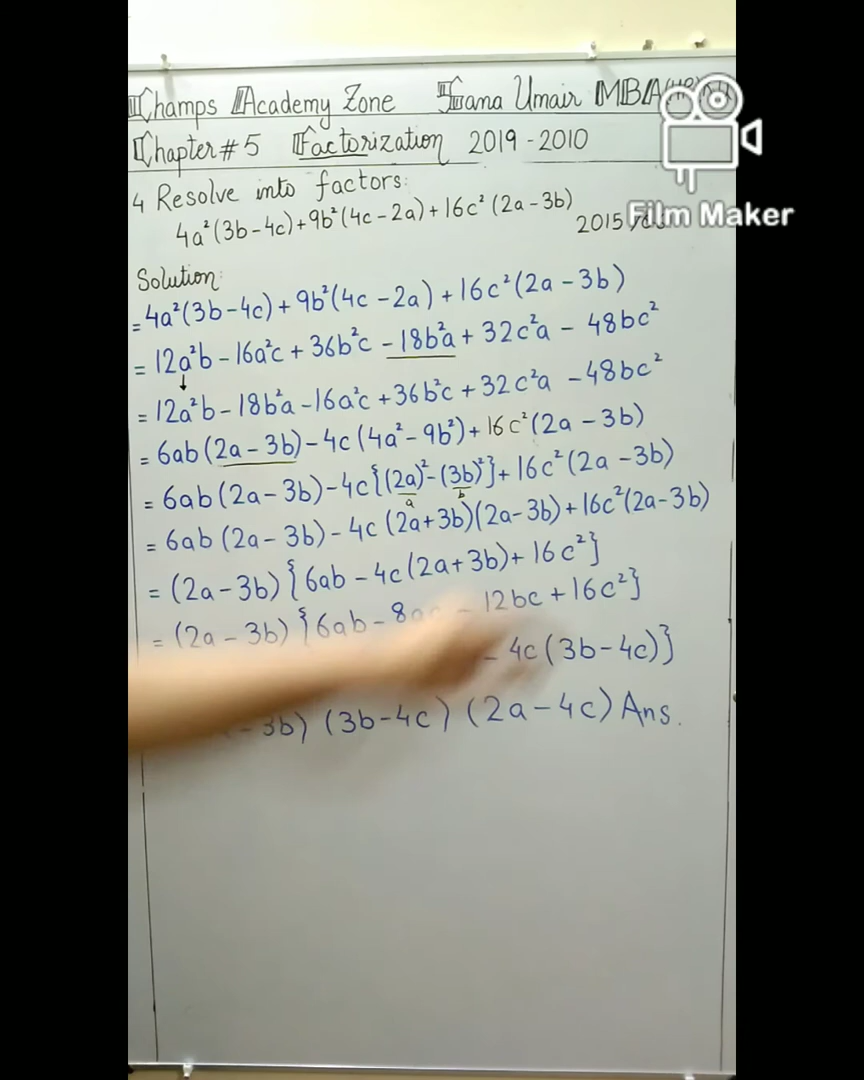 Champs Academy Zone Sana Umair MBA
Chapter # 5 Factorization 2019 - 2010
4 Resolve into factors:
4a²(3b-4c)+9b²(4c-2a)+16c²(2a-3b)
2015
Film Maker
Solution:
= 4a²(3b-4c)+9b²(4c-2a)+16c²(2a-3b)
= 12a²b - 16a²c + 36b²c - 18b²a + 32c²a - 48bc²
= 12a²b - 18b²a - 16a²c + 36b²c + 32c²a - 48bc²
= 6ab(2a-3b) - 4c(4a²-9b²) + 16c²(2a-3b)
= 6ab(2a-3b) - 4c{(2a)²-(3b)²} + 16c²(2a-3b)
a b
= 6ab(2a-3b) - 4c(2a+3b)(2a-3b) + 16c²(2a-3b)
= (2a-3b){6ab - 4c(2a+3b) + 16c²}
= (2a-3b){6ab - 8a - 12bc + 16c²}
- 4c(3b-4c)}
- 3b)(3b-4c)(2a-4c) Ans.